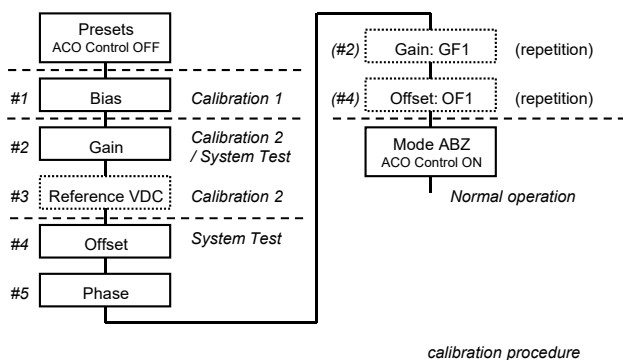 Presets
ACO Control OFF
#1 Bias Calibration 1
#2 Gain Calibration 2
/ System Test
#3 Reference VDC Calibration 2
#4 Offset System Test
#5 Phase
(#2) Gain: GF1 (repetition)
(#4) Offset: OF1 (repetition)
Mode ABZ
ACO Control ON
Normal operation
calibration procedure